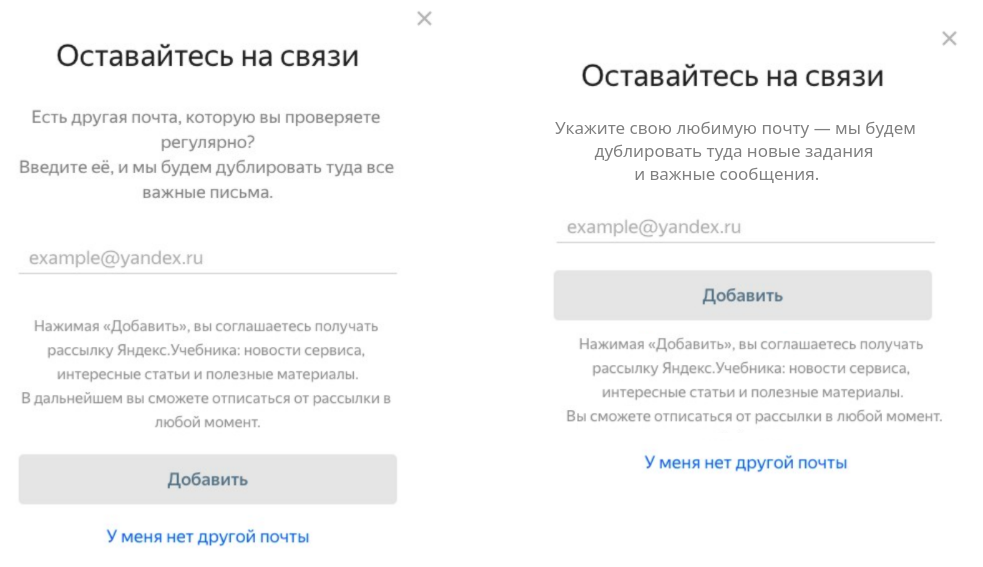 Оставайтесь на связи
Есть другая почта, которую вы проверяете
регулярно?
Введите её, и мы будем дублировать туда все
важные письма.
example@yandex.ru
Нажимая «Добавить», вы соглашаетесь получать
рассылку Яндекс.Учебника: новости сервиса,
интересные статьи и полезные материалы.
В дальнейшем вы сможете отписаться от рассылки в
любой момент.
Добавить
У меня нет другой почты
Оставайтесь на связи
Укажите свою любимую почту — мы будем
дублировать туда новые задания
и важные сообщения.
example@yandex.ru
Добавить
Нажимая «Добавить», вы соглашаетесь получать
рассылку Яндекс.Учебника: новости сервиса,
интересные статьи и полезные материалы.
Вы сможете отписаться от рассылки в любой момент.
У меня нет другой почты